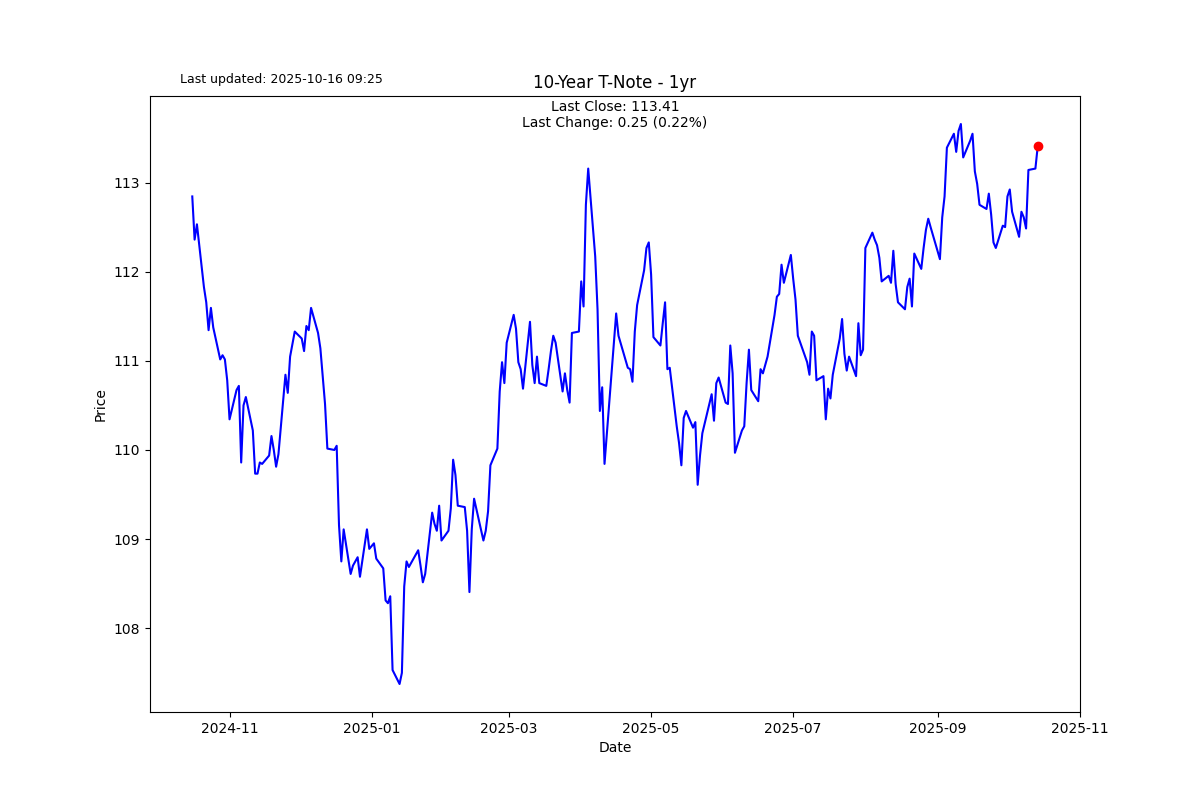 Last updated: 2025-10-16 09:25
10-Year T-Note - 1yr
Last Close: 113.41
Last Change: 0.25 (0.22%)
113
112
111
110
109
108
Price
2024-11
2025-01
2025-03
2025-05
2025-07
2025-09
2025-11
Date